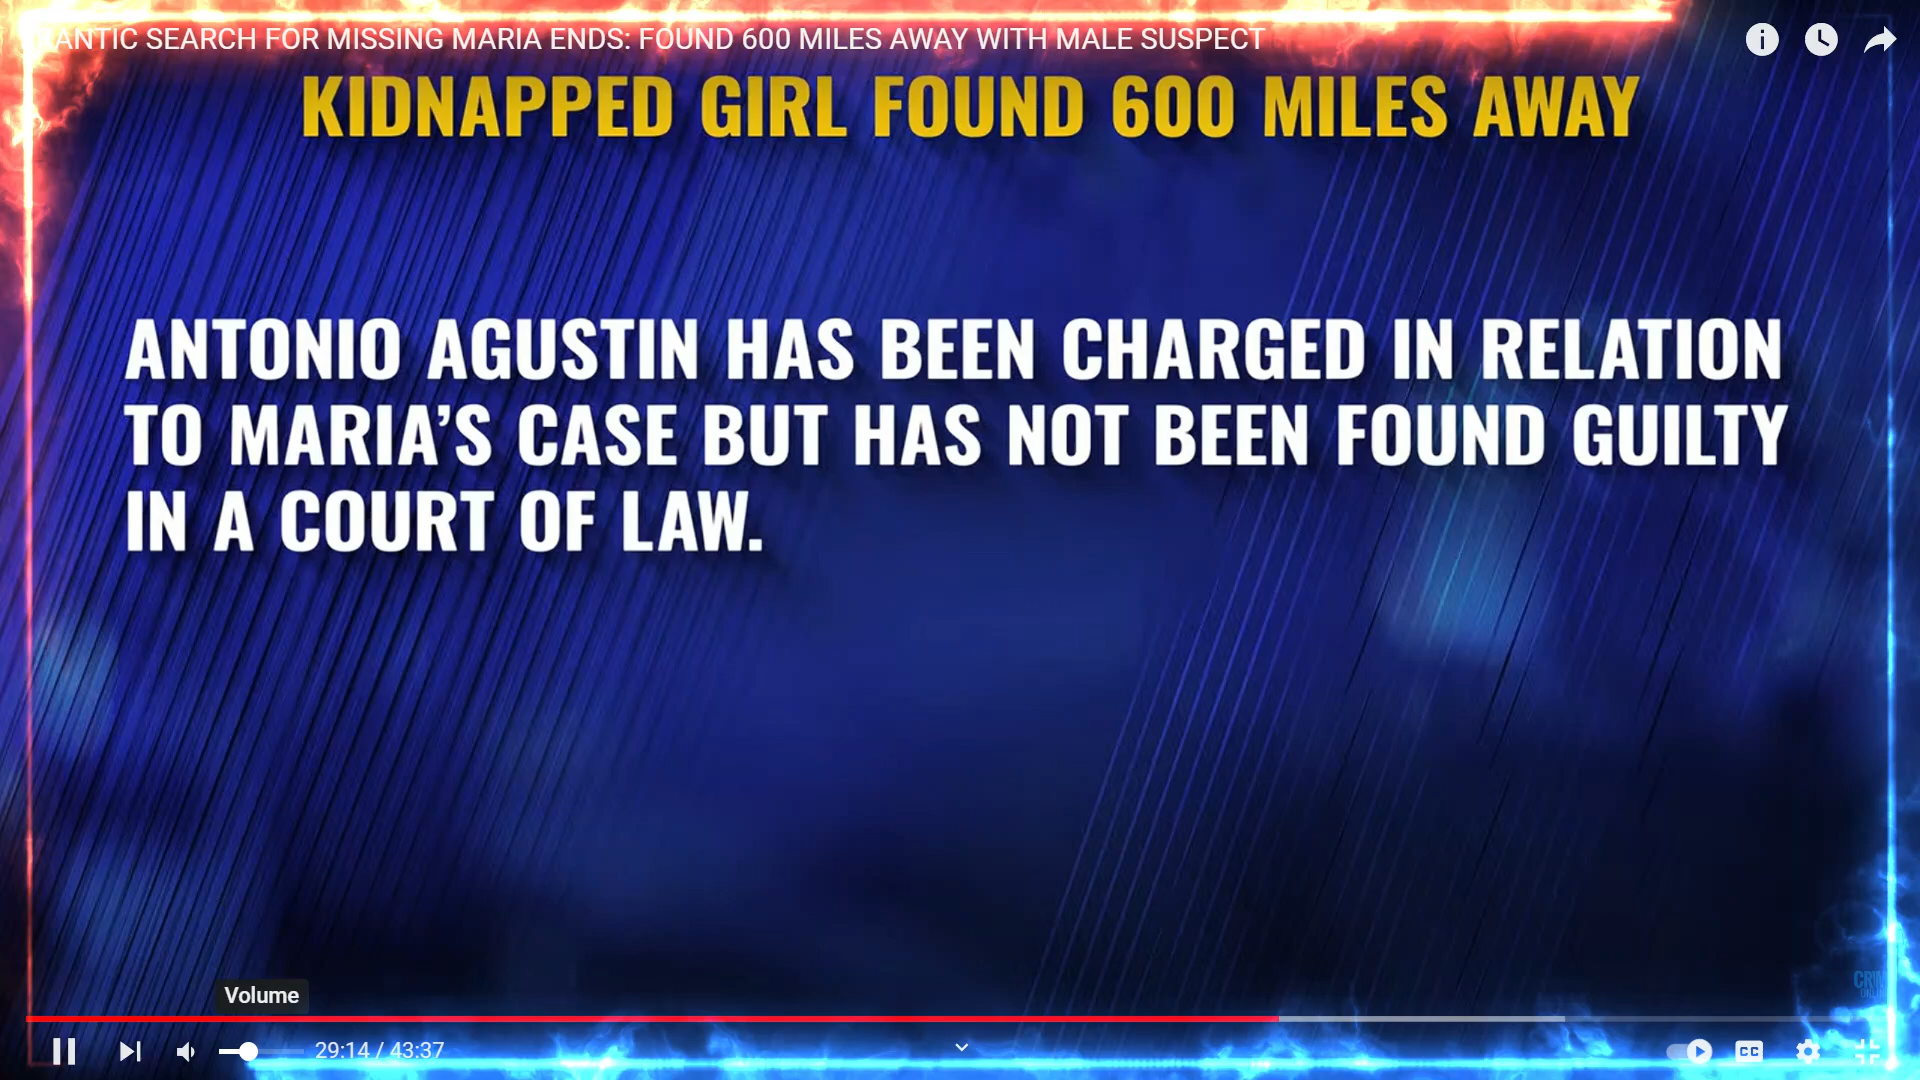 ANTIC SEARCH FOR MISSING MARIA ENDS: FOUND 600 MILES AWAY WITH MALE SUSPECT
KIDNAPPED GIRL FOUND 600 MILES AWAY
ANTONIO AGUSTIN HAS BEEN CHARGED IN RELATION
TO MARIA’S CASE BUT HAS NOT BEEN FOUND GUILTY
IN A COURT OF LAW.
Volume
29:14 / 43:37
CC